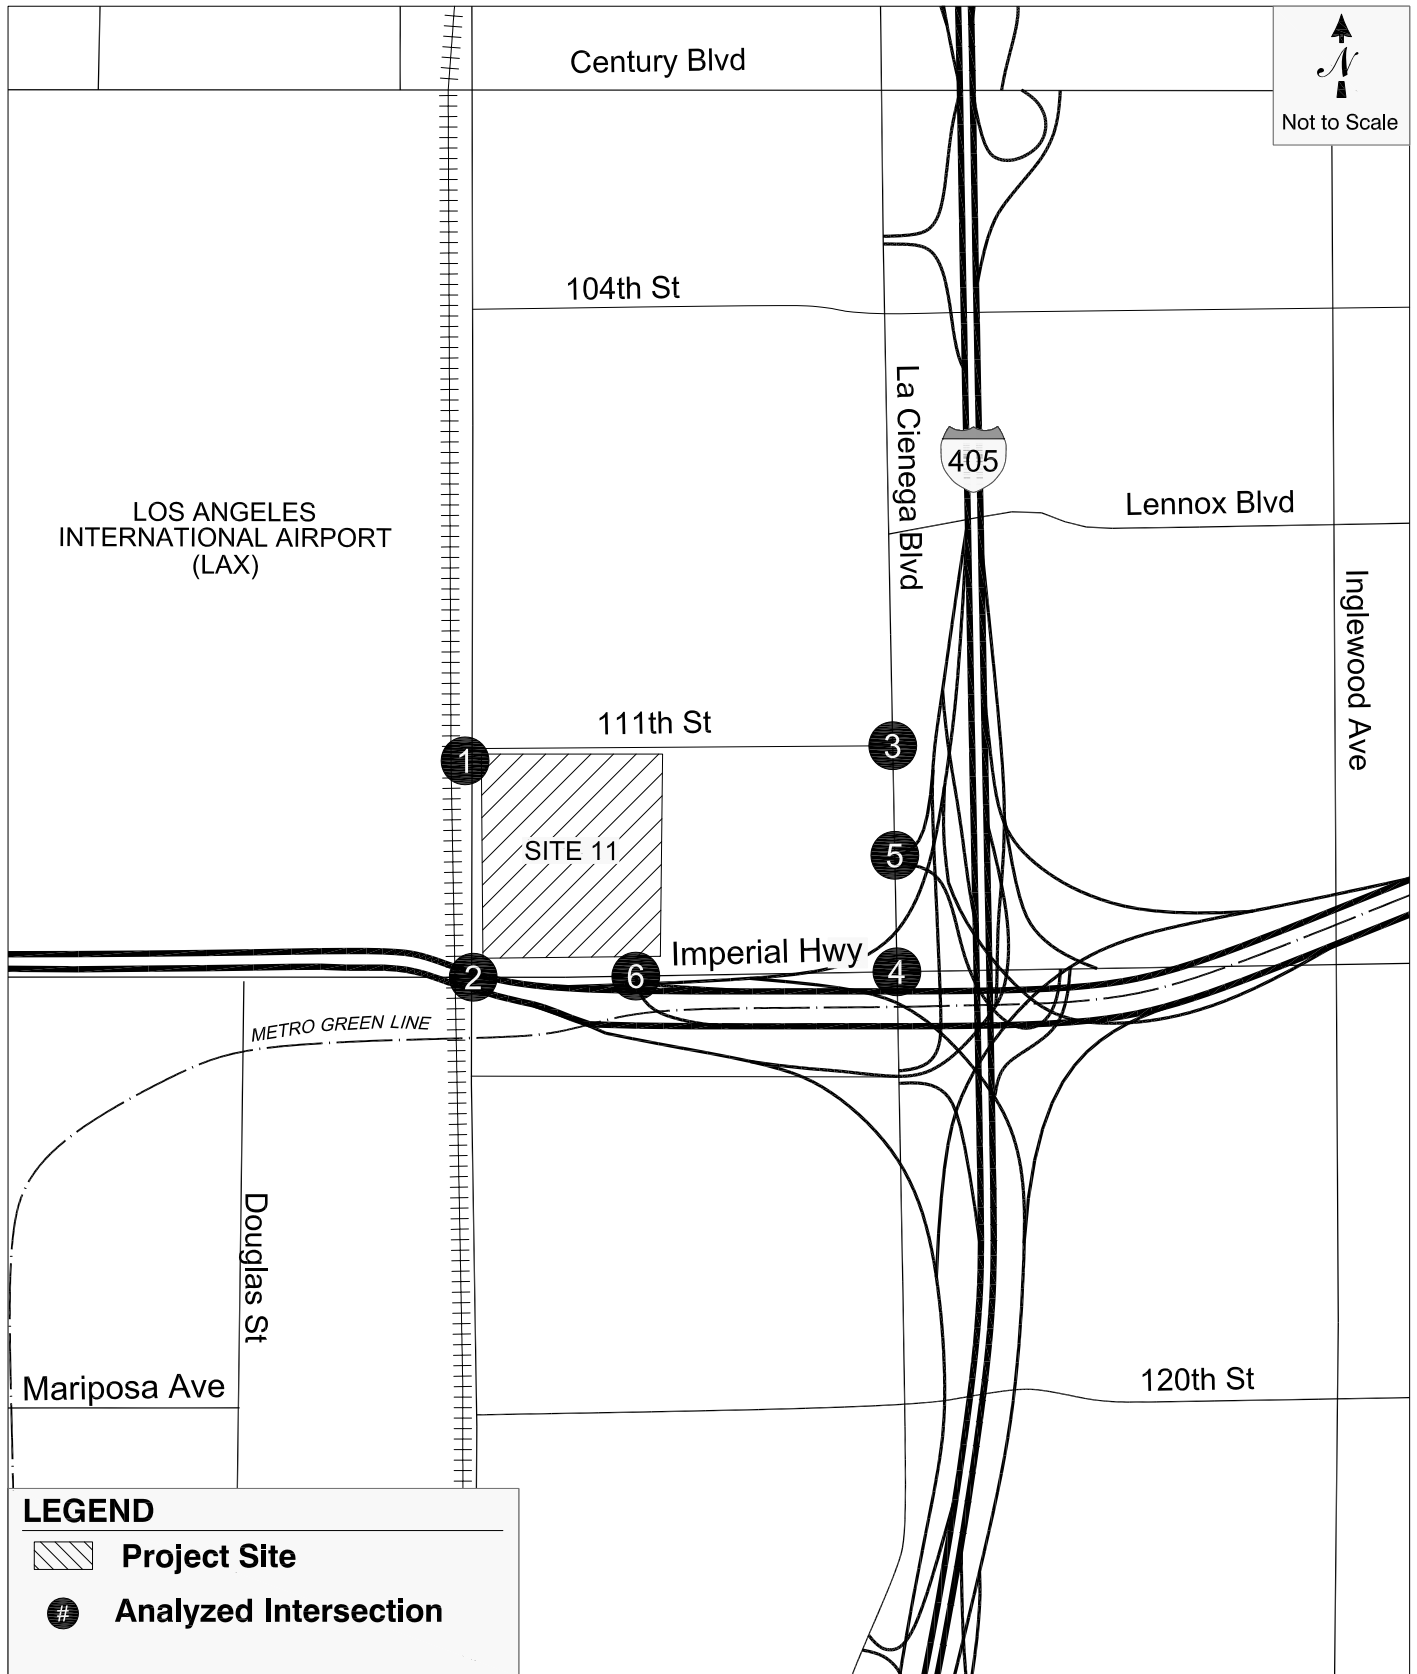 Century Blvd
N
Not to Scale
104th St
La Cienega Blvd
405
Lennox Blvd
LOS ANGELES
INTERNATIONAL AIRPORT
(LAX)
Inglewood Ave
111th St
1
3
SITE 11
5
Imperial Hwy
2
6
4
METRO GREEN LINE
Douglas St
Mariposa Ave
120th St
LEGEND
Project Site
# Analyzed Intersection